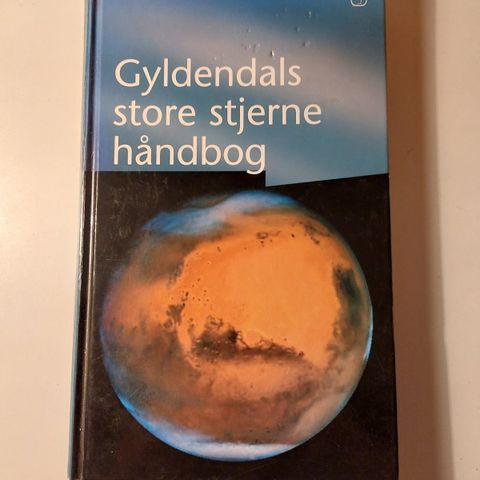 Gyldendals
store stjerne
håndbog